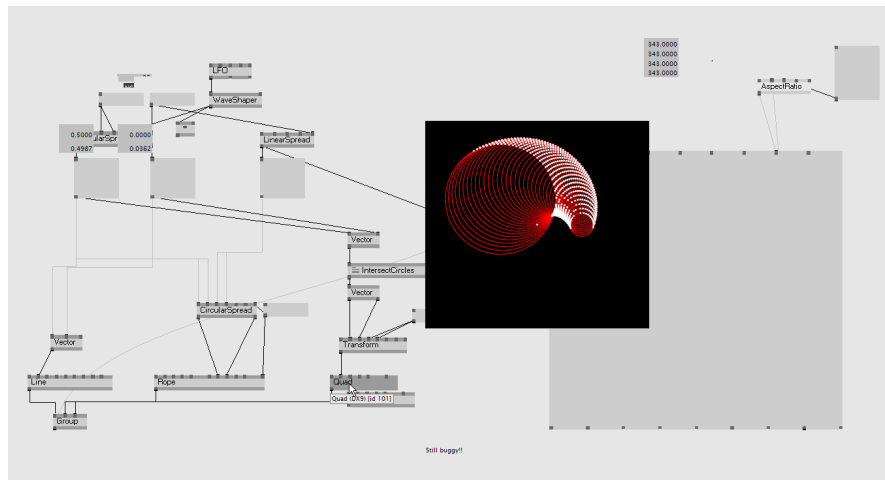 343.0000
343.0000
343.0000
343.0000
LFO
AspectRatio
WaveShaper
ularSpr
0.5000 0.0000
0.4987 0.0362
LinearSpread
Vector
IntersectCircles
Vector
CircularSpread
Vector
Transform
Line
Rope
Quad
Quad (DX9) [id 101]
Group
Still buggy!!